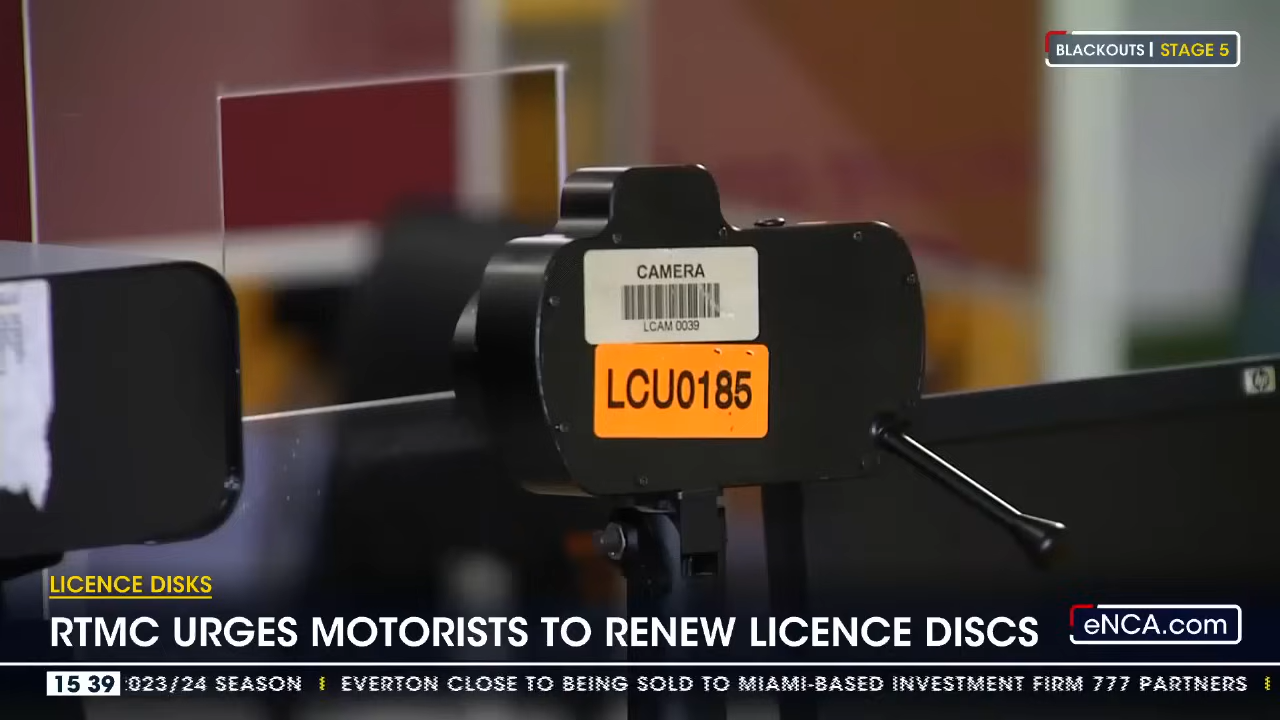 BLACKOUTS | STAGE 5
CAMERA
LCAM 0039
LCU0185
hp
LICENCE DISKS
RTMC URGES MOTORISTS TO RENEW LICENCE DISCS
eNCA.com
15 39 023/24 SEASON EVERTON CLOSE TO BEING SOLD TO MIAMI-BASED INVESTMENT FIRM 777 PARTNERS